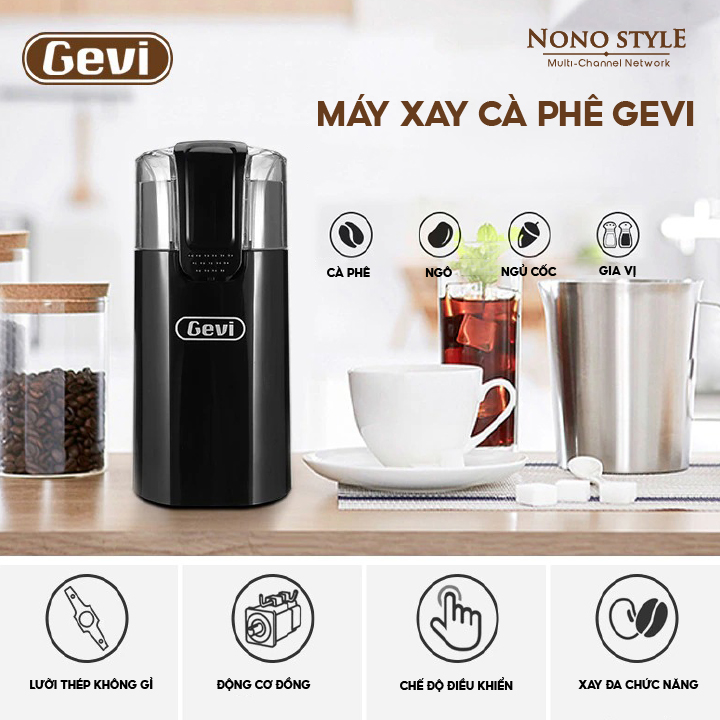 Gevi
NONO STYLE
Multi-Channel Network
MÁY XAY CÀ PHÊ GEVI
CÀ PHÊ
NGÔ
NGŨ CỐC
GIA VỊ
Gevi
LƯỠI THÉP KHÔNG GỈ
ĐỘNG CƠ ĐỒNG
CHẾ ĐỘ ĐIỀU KHIỂN
XAY ĐA CHỨC NĂNG